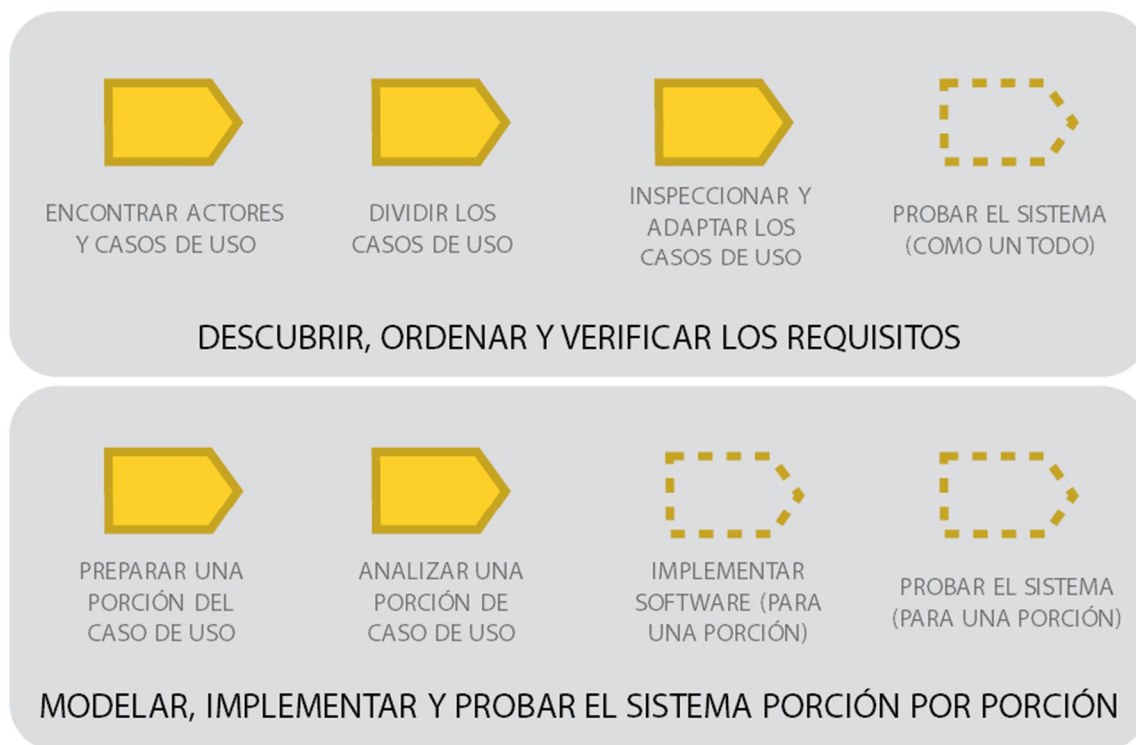 ENCONTRAR ACTORES
Y CASOS DE USO
DIVIDIR LOS
CASOS DE USO
INSPECCIONAR Y
ADAPTAR LOS
CASOS DE USO
PROBAR EL SISTEMA
(COMO UN TODO)
DESCUBRIR, ORDENAR Y VERIFICAR LOS REQUISITOS
PREPARAR UNA
PORCIÓN DEL
CASO DE USO
ANALIZAR UNA
PORCIÓN DE
CASO DE USO
IMPLEMENTAR
SOFTWARE (PARA
UNA PORCIÓN)
PROBAR EL SISTEMA
(PARA UNA PORCIÓN)
MODELAR, IMPLEMENTAR Y PROBAR EL SISTEMA PORCIÓN POR PORCIÓN